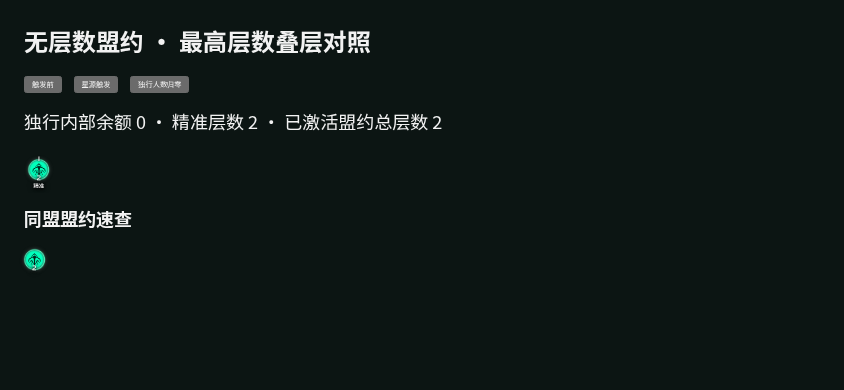 无层数盟约 · 最高层数叠层对照
触发前 星源触发 独行人数归零
独行内部余额 0 · 精准层数 2 · 已激活盟约总层数 2
2
精准
同盟盟约速查
2